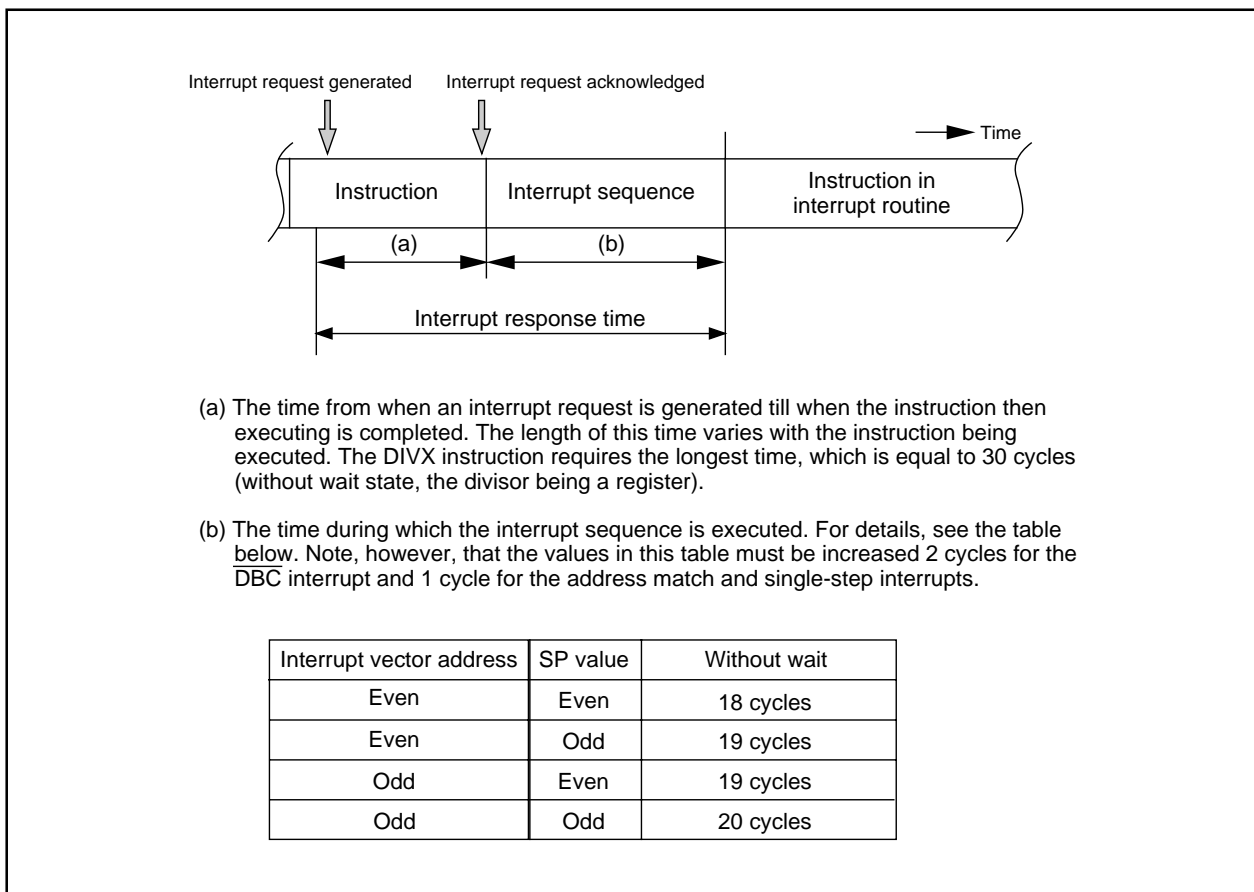 Interrupt request generated
Interrupt request acknowledged
Time
Instruction
Interrupt sequence
Instruction in
interrupt routine
(a)
(b)
Interrupt response time
(a) The time from when an interrupt request is generated till when the instruction then
executing is completed. The length of this time varies with the instruction being
executed. The DIVX instruction requires the longest time, which is equal to 30 cycles
(without wait state, the divisor being a register).
(b) The time during which the interrupt sequence is executed. For details, see the table
below. Note, however, that the values in this table must be increased 2 cycles for the
DBC interrupt and 1 cycle for the address match and single-step interrupts.
Interrupt vector address SP value Without wait
Even Even 18 cycles
Even Odd 19 cycles
Odd Even 19 cycles
Odd Odd 20 cycles